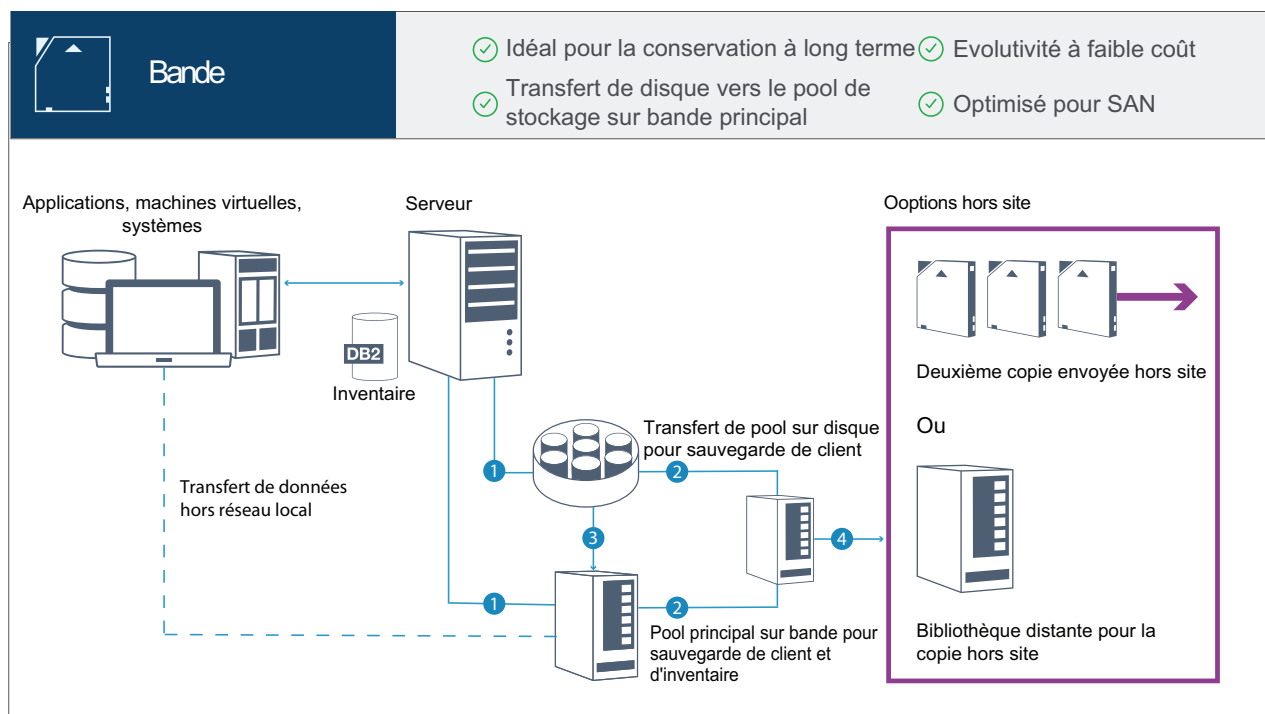 Bande
Idéal pour la conservation à long terme
Evolutivité à faible coût
Transfert de disque vers le pool de
stockage sur bande principal
Optimisé pour SAN
Applications, machines virtuelles,
systèmes
Serveur
Ooptions hors site
DB2
Inventaire
Deuxième copie envoyée hors site
Transfert de pool sur disque
pour sauvegarde de client
Ou
1
2
Transfert de données
hors réseau local
3
4
1
2
Pool principal sur bande pour
sauvegarde de client et
d'inventaire
Bibliothèque distante pour la
copie hors site